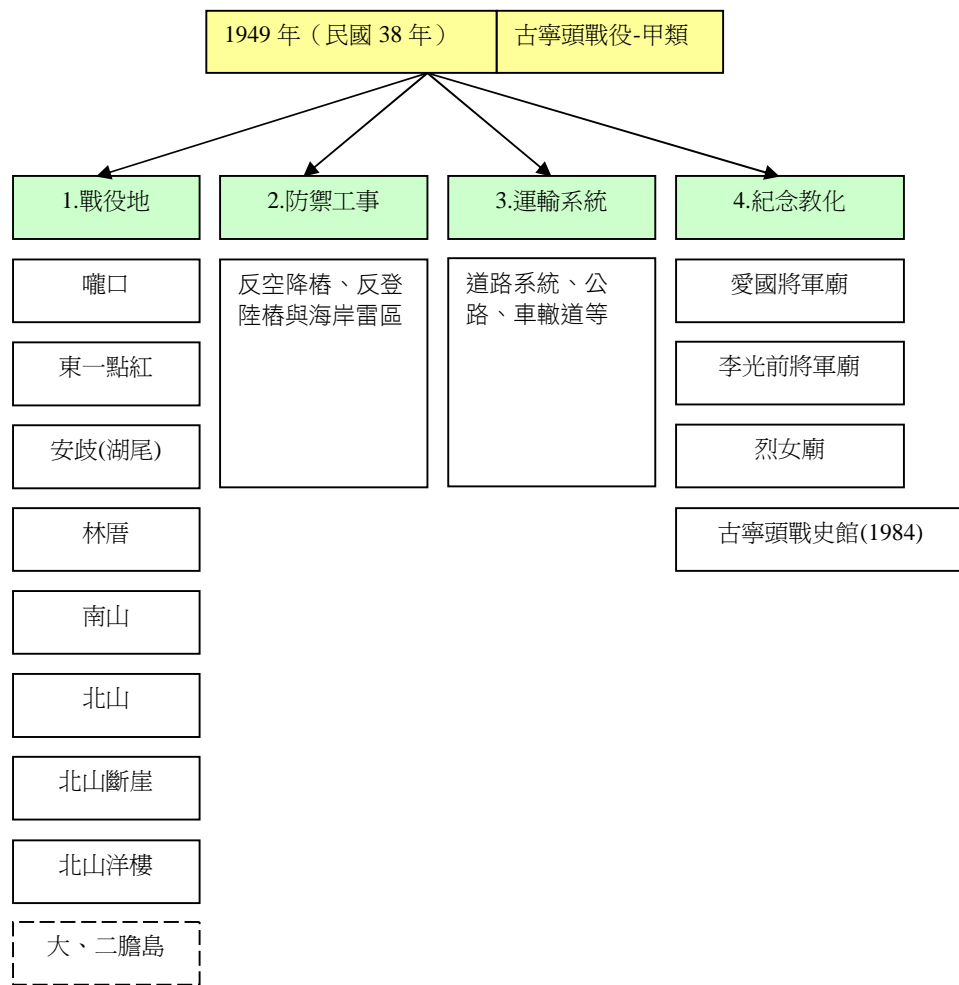 1949 年（民國 38 年）
古寧頭戰役-甲類
1.戰役地
2.防禦工事
3.運輸系統
4.紀念教化
嚨口
東一點紅
安歧(湖尾)
林厝
南山
北山
北山斷崖
北山洋樓
大、二膽島
反空降樁、反登
陸樁與海岸雷區
道路系統、公
路、車轍道等
愛國將軍廟
李光前將軍廟
烈女廟
古寧頭戰史館(1984)